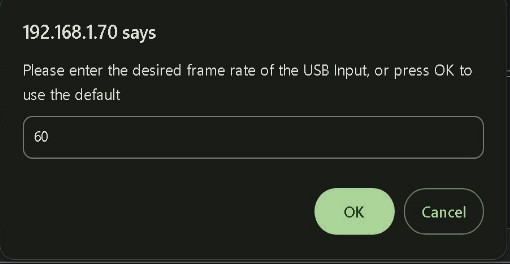 192.168.1.70 says
Please enter the desired frame rate of the USB Input, or press OK to
use the default
60
OK
Cancel